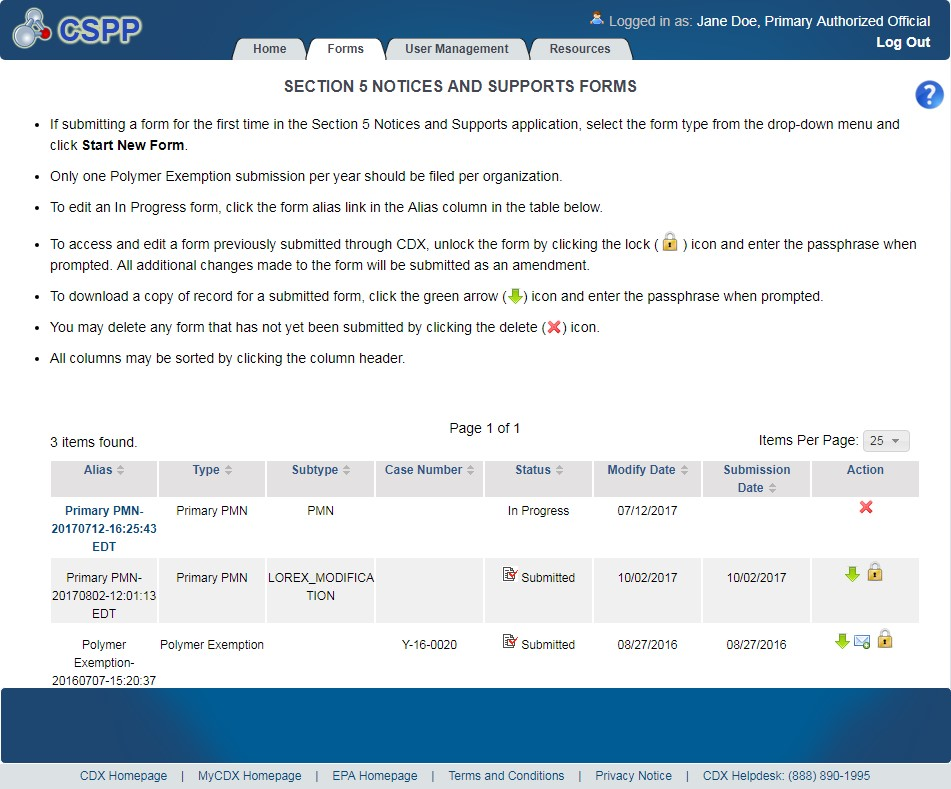 CSPP
Logged in as: Jane Doe, Primary Authorized Official
Log Out
Home Forms User Management Resources
SECTION 5 NOTICES AND SUPPORTS FORMS
?
• If submitting a form for the first time in the Section 5 Notices and Supports application, select the form type from the drop-down menu and
click Start New Form.
• Only one Polymer Exemption submission per year should be filed per organization.
• To edit an In Progress form, click the form alias link in the Alias column in the table below.
• To access and edit a form previously submitted through CDX, unlock the form by clicking the lock ( ) icon and enter the passphrase when
prompted. All additional changes made to the form will be submitted as an amendment.
• To download a copy of record for a submitted form, click the green arrow ( ) icon and enter the passphrase when prompted.
• You may delete any form that has not yet been submitted by clicking the delete ( ) icon.
• All columns may be sorted by clicking the column header.
Page 1 of 1
3 items found.
Items Per Page: 25
Alias Type Subtype Case Number Status Modify Date Submission Action
Date
Primary PMN- Primary PMN PMN In Progress 07/12/2017
20170712-16:25:43
EDT
Primary PMN- Primary PMN LOREX_MODIFICA Submitted 10/02/2017 10/02/2017
20170802-12:01:13 TION
EDT
Polymer Polymer Exemption Y-16-0020 Submitted 08/27/2016 08/27/2016
Exemption-
20160707-15:20:37
CDX Homepage | MyCDX Homepage | EPA Homepage | Terms and Conditions | Privacy Notice | CDX Helpdesk: (888) 890-1995